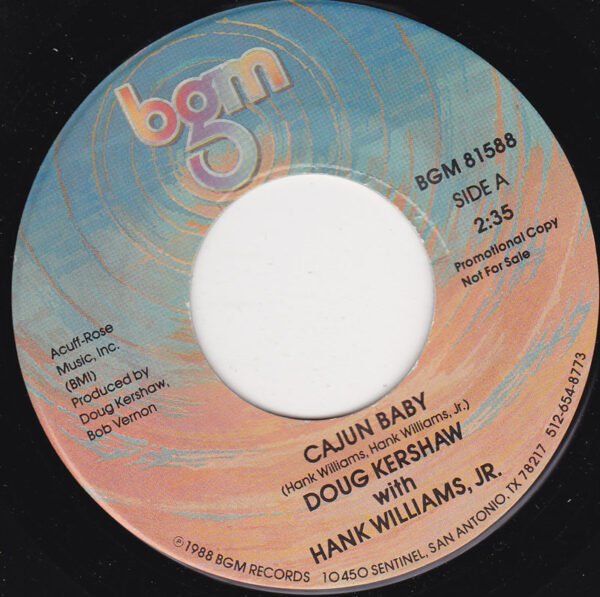 bgm
BGM 81588
SIDE A
2:35
Promotional Copy
Not For Sale
Acuff-Rose
Music, Inc.
(BMI)
Produced by
Doug Kershaw,
Bob Vernon
CAJUN BABY
(Hank Williams, Hank Williams, Jr.)
DOUG KERSHAW
with
HANK WILLIAMS, JR.
℗1988 BGM RECORDS 10450 SENTINEL, SAN ANTONIO, TX 78217 512-654-8773